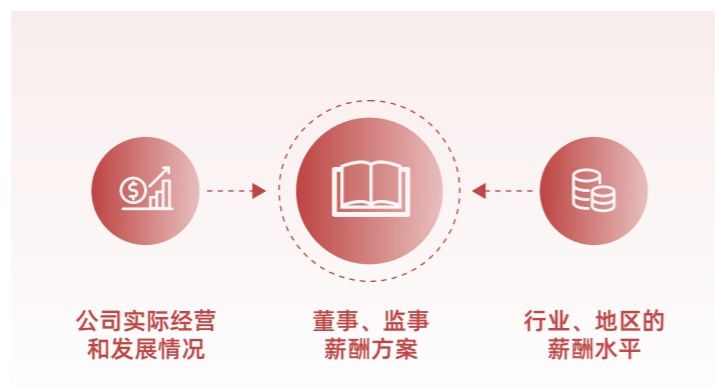 公司实际经营
和发展情况
董事、监事
薪酬方案
行业、地区的
薪酬水平